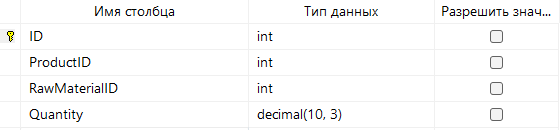 Имя столбца Тип данных Разрешить знач...
ID int
ProductID int
RawMaterialID int
Quantity decimal(10, 3)